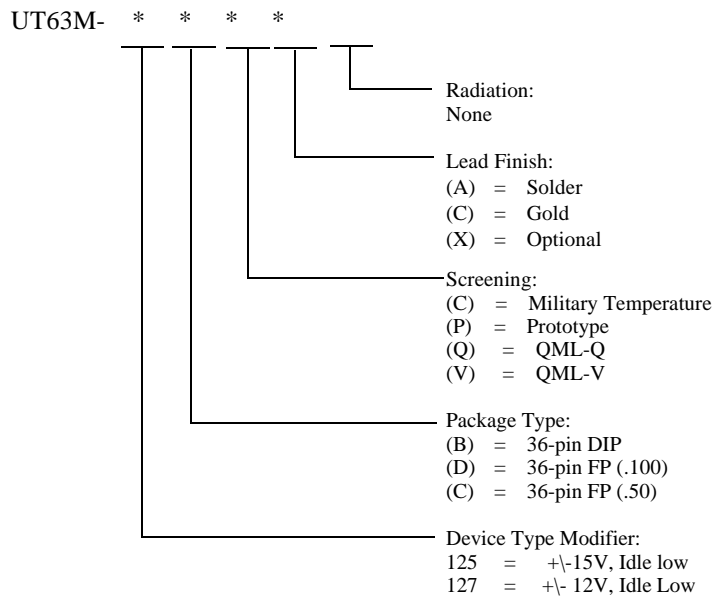 UT63M- * * * *
Radiation:
None
Lead Finish:
(A) = Solder
(C) = Gold
(X) = Optional
Screening:
(C) = Military Temperature
(P) = Prototype
(Q) = QML-Q
(V) = QML-V
Package Type:
(B) = 36-pin DIP
(D) = 36-pin FP (.100)
(C) = 36-pin FP (.50)
Device Type Modifier:
125 = +\-15V, Idle low
127 = +\- 12V, Idle Low